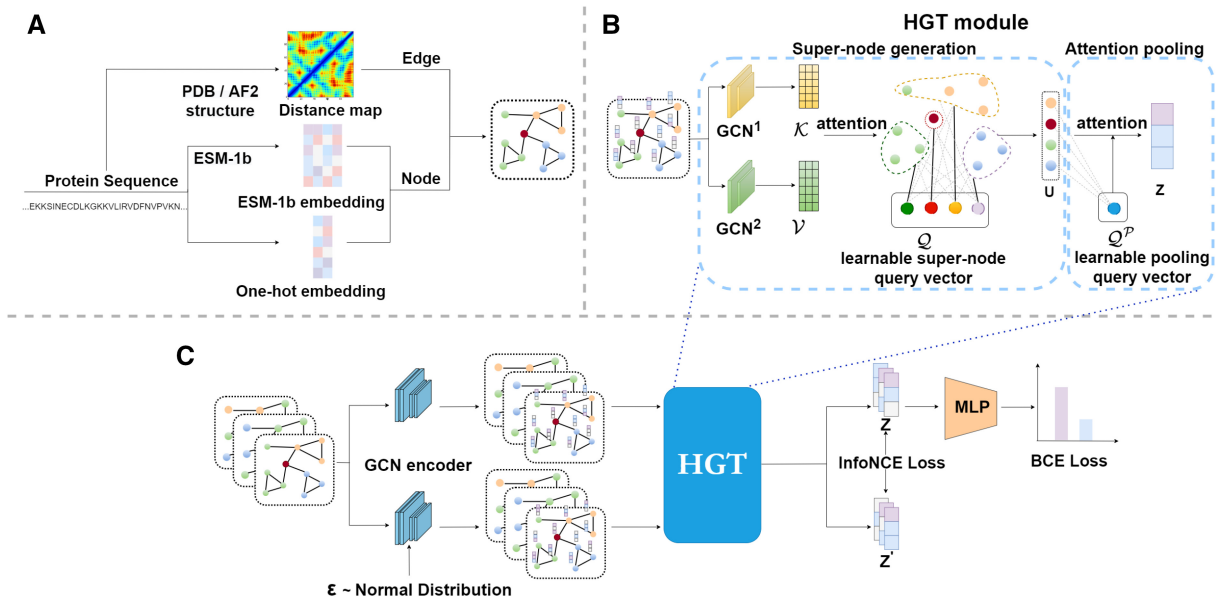 A
PDB / AF2
structure
Distance map
Edge
ESM-1b
Protein Sequence
...EKKSINECDLKGKKVLIRVDFNVPVKN...
ESM-1b embedding
Node
One-hot embedding
B
HGT module
Super-node generation
Attention pooling
GCN¹
𝒦
attention
attention
GCN²
𝒱
𝒬
U
Z
𝒬ᵖ
learnable super-node
query vector
learnable pooling
query vector
C
GCN encoder
ε ~ Normal Distribution
HGT
Z
MLP
InfoNCE Loss
BCE Loss
Z'